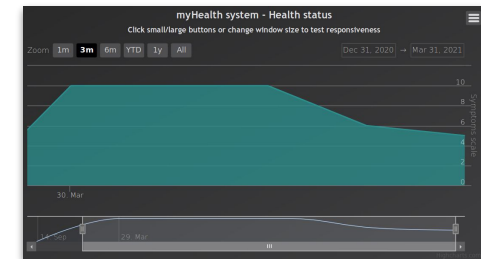 myHealth system - Health status
Click small/large buttons or change window size to test responsiveness
Zoom 1m 3m 6m YTD 1y All Dec 31, 2020 → Mar 31, 2021
10
8
6
4
2
0
Symptoms scale
30. Mar
14. Sep 29. Mar